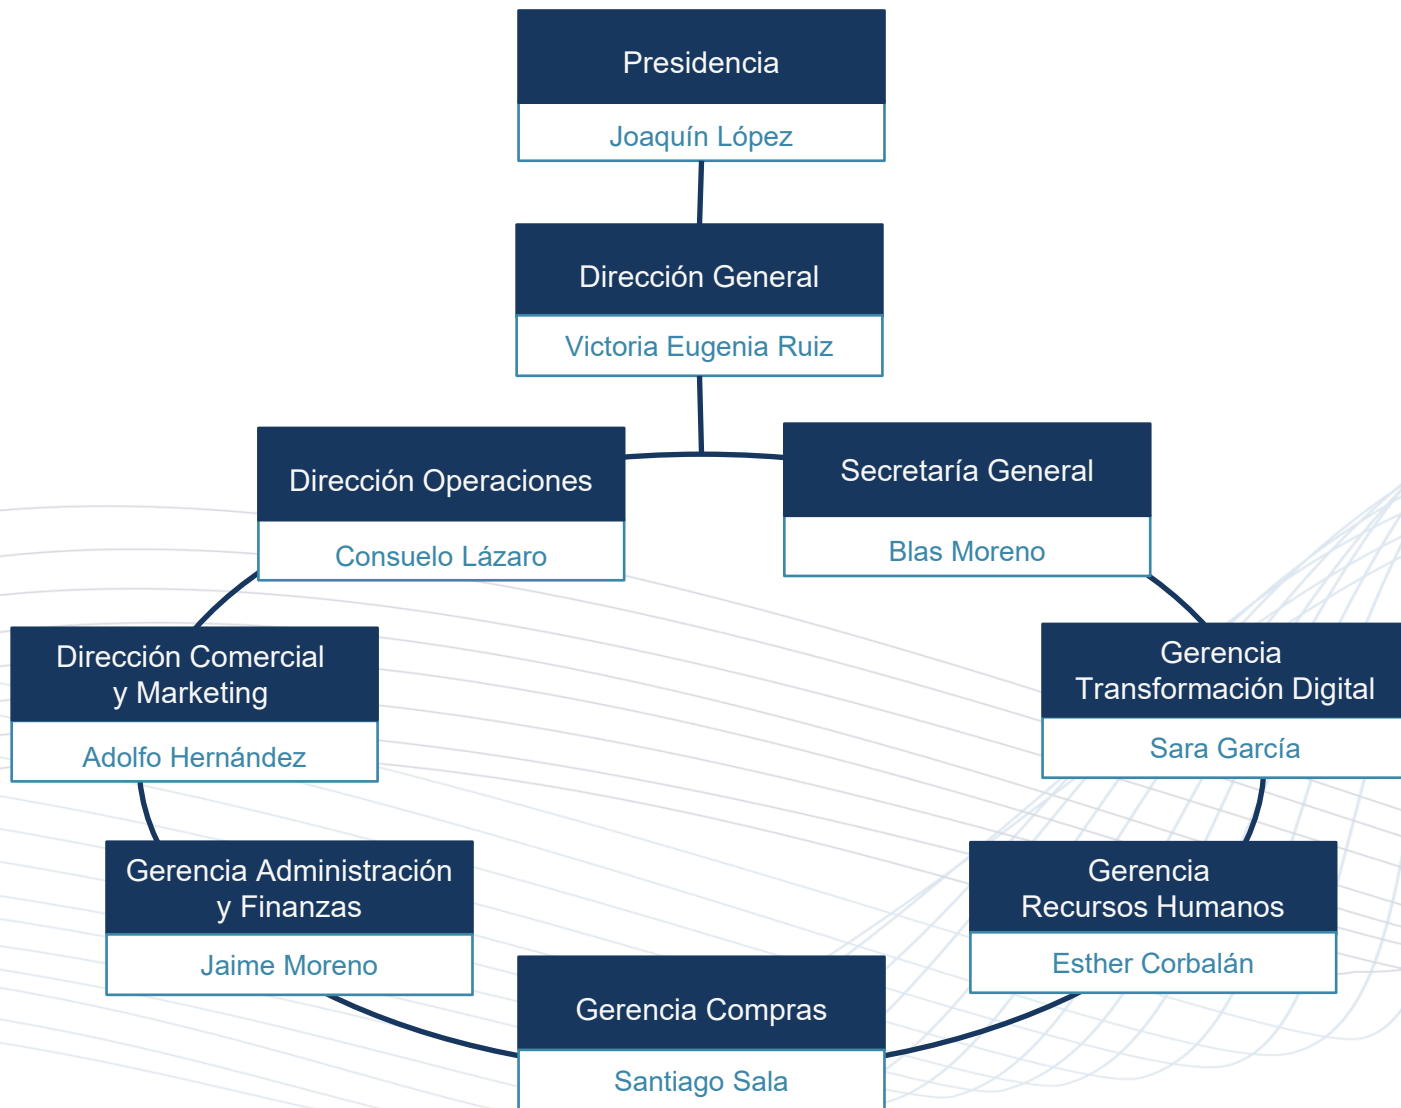 Presidencia
Joaquín López
Dirección General
Victoria Eugenia Ruiz
Dirección Operaciones
Consuelo Lázaro
Secretaría General
Blas Moreno
Dirección Comercial
y Marketing
Adolfo Hernández
Gerencia
Transformación Digital
Sara García
Gerencia Administración
y Finanzas
Jaime Moreno
Gerencia
Recursos Humanos
Esther Corbalán
Gerencia Compras
Santiago Sala